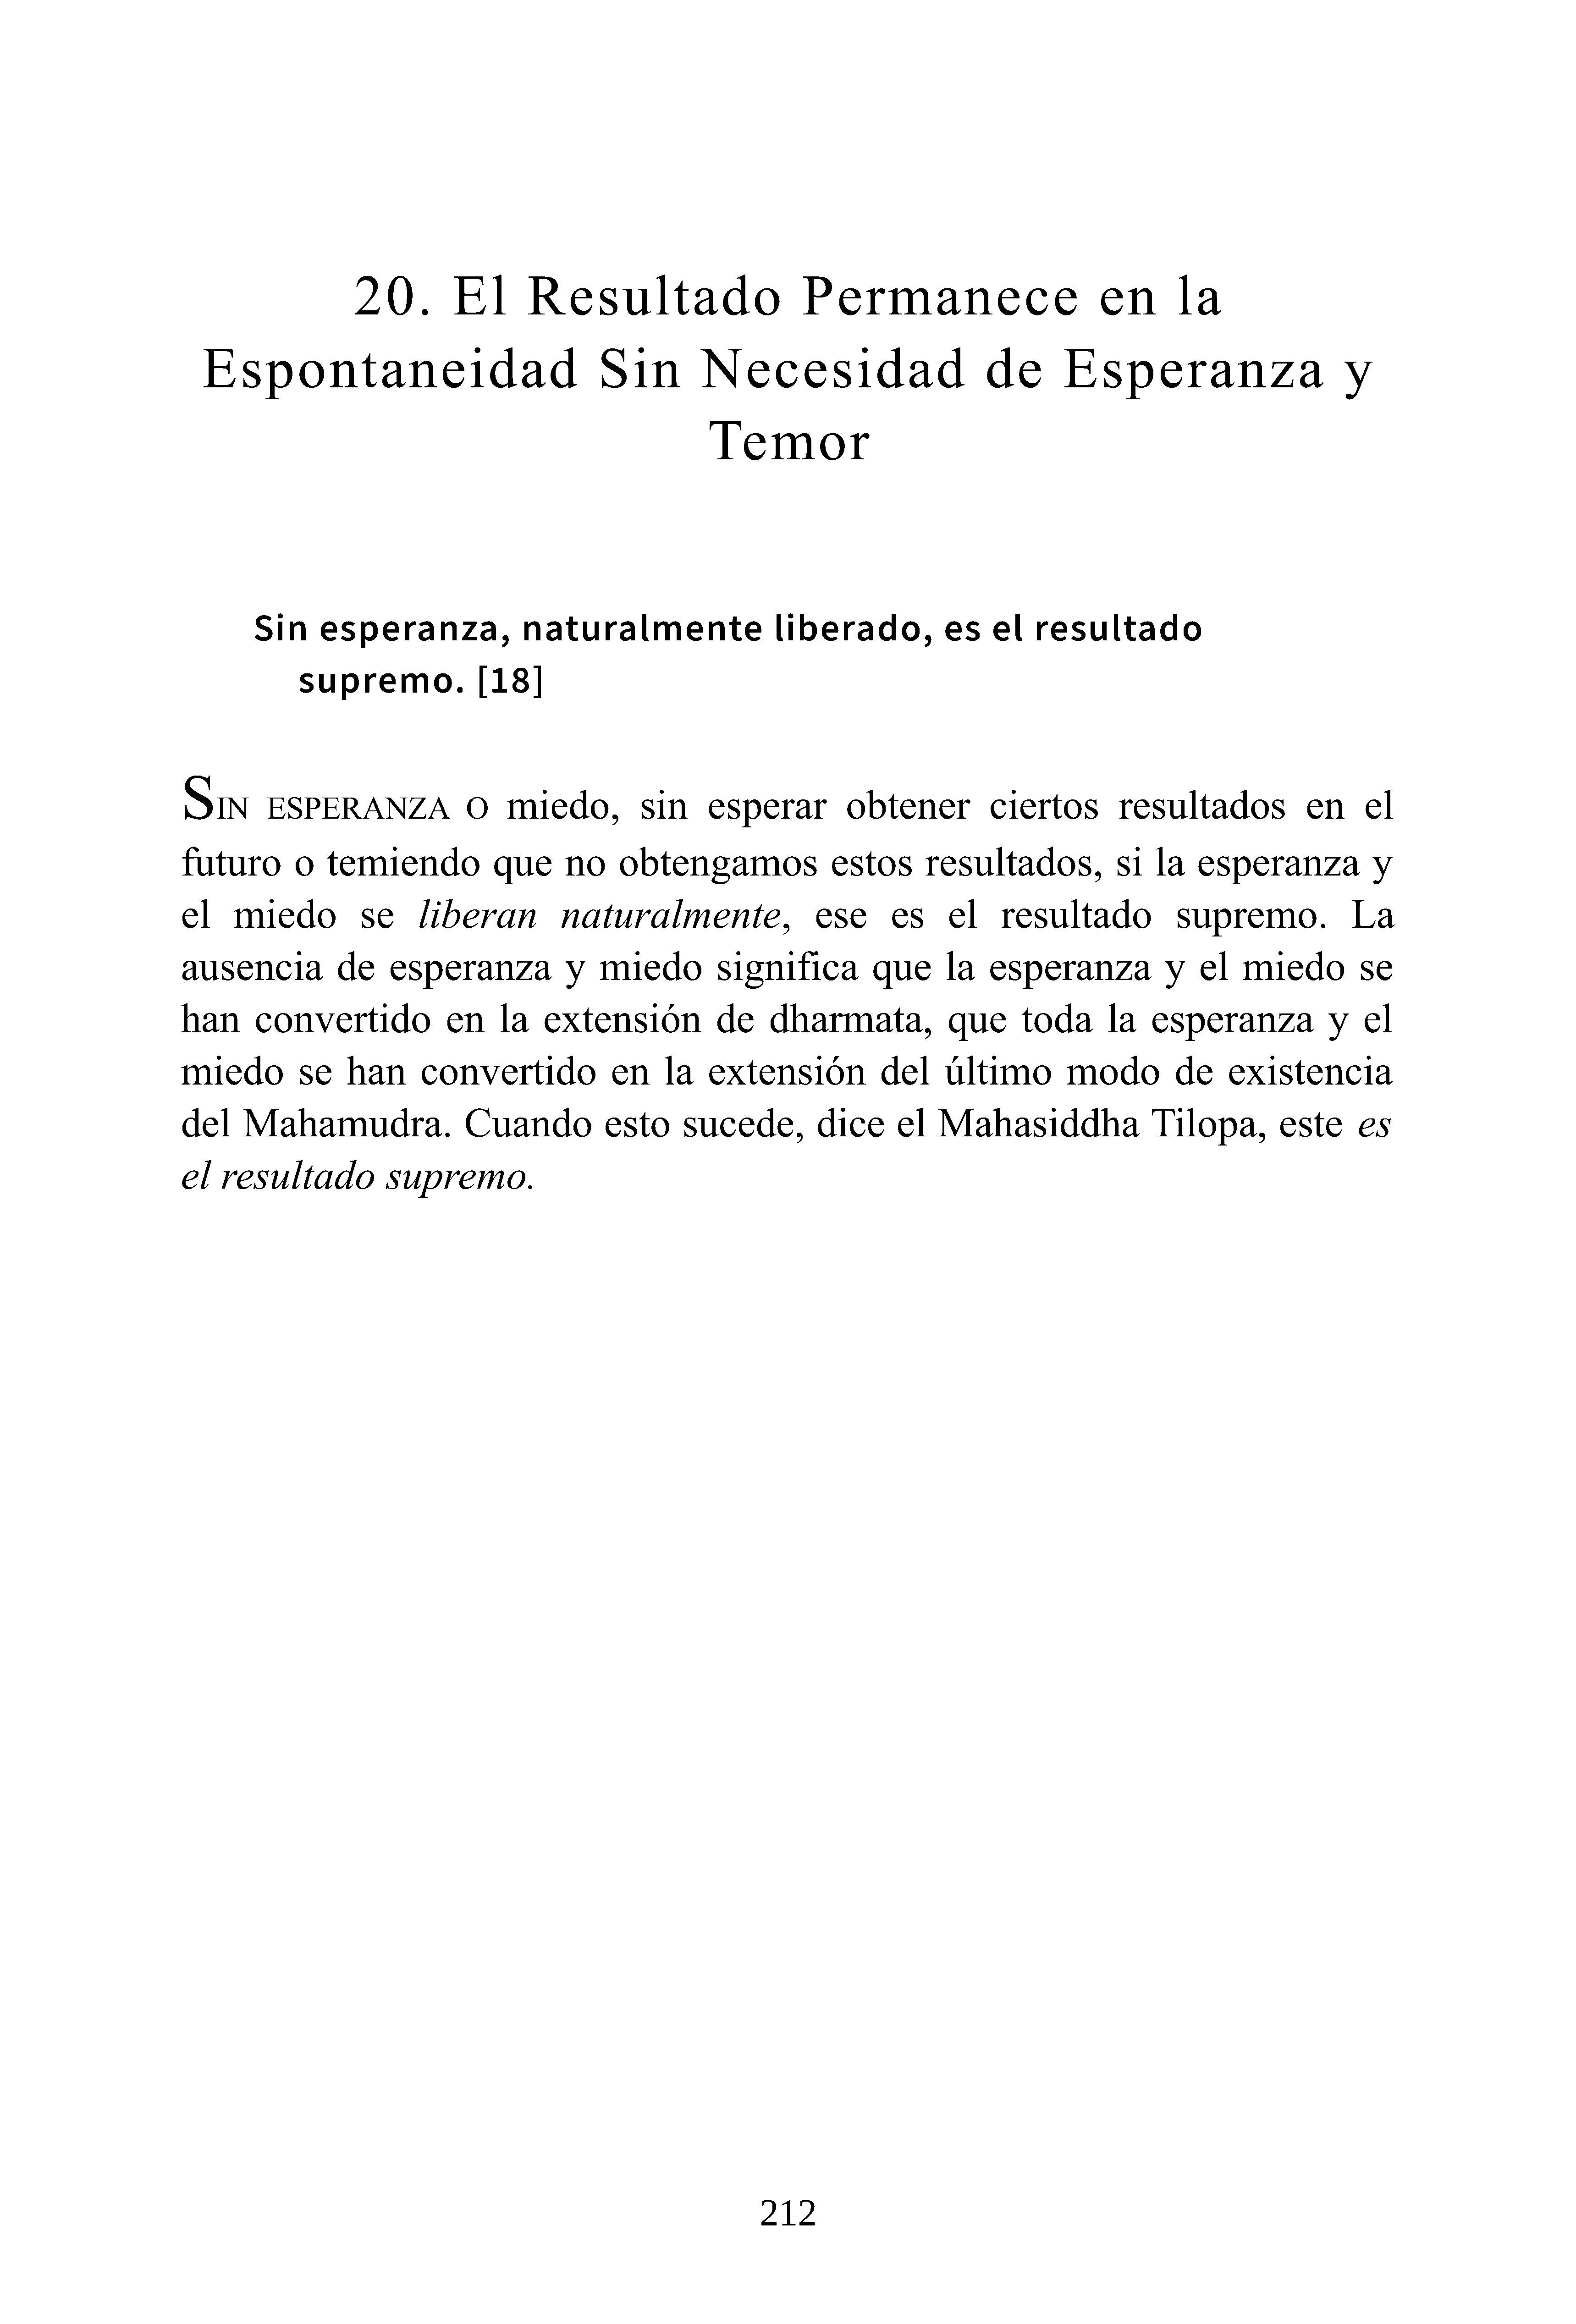 20. El Resultado Permanece en la
Espontaneidad Sin Necesidad de Esperanza y
Temor
Sin esperanza, naturalmente liberado, es el resultado
supremo. [18]
SIN ESPERANZA O miedo, sin esperar obtener ciertos resultados en el
futuro o temiendo que no obtengamos estos resultados, si la esperanza y
el miedo se liberan naturalmente, ese es el resultado supremo. La
ausencia de esperanza y miedo significa que la esperanza y el miedo se
han convertido en la extensión de dharmata, que toda la esperanza y el
miedo se han convertido en la extensión del último modo de existencia
del Mahamudra. Cuando esto sucede, dice el Mahasiddha Tilopa, este es
el resultado supremo.
212